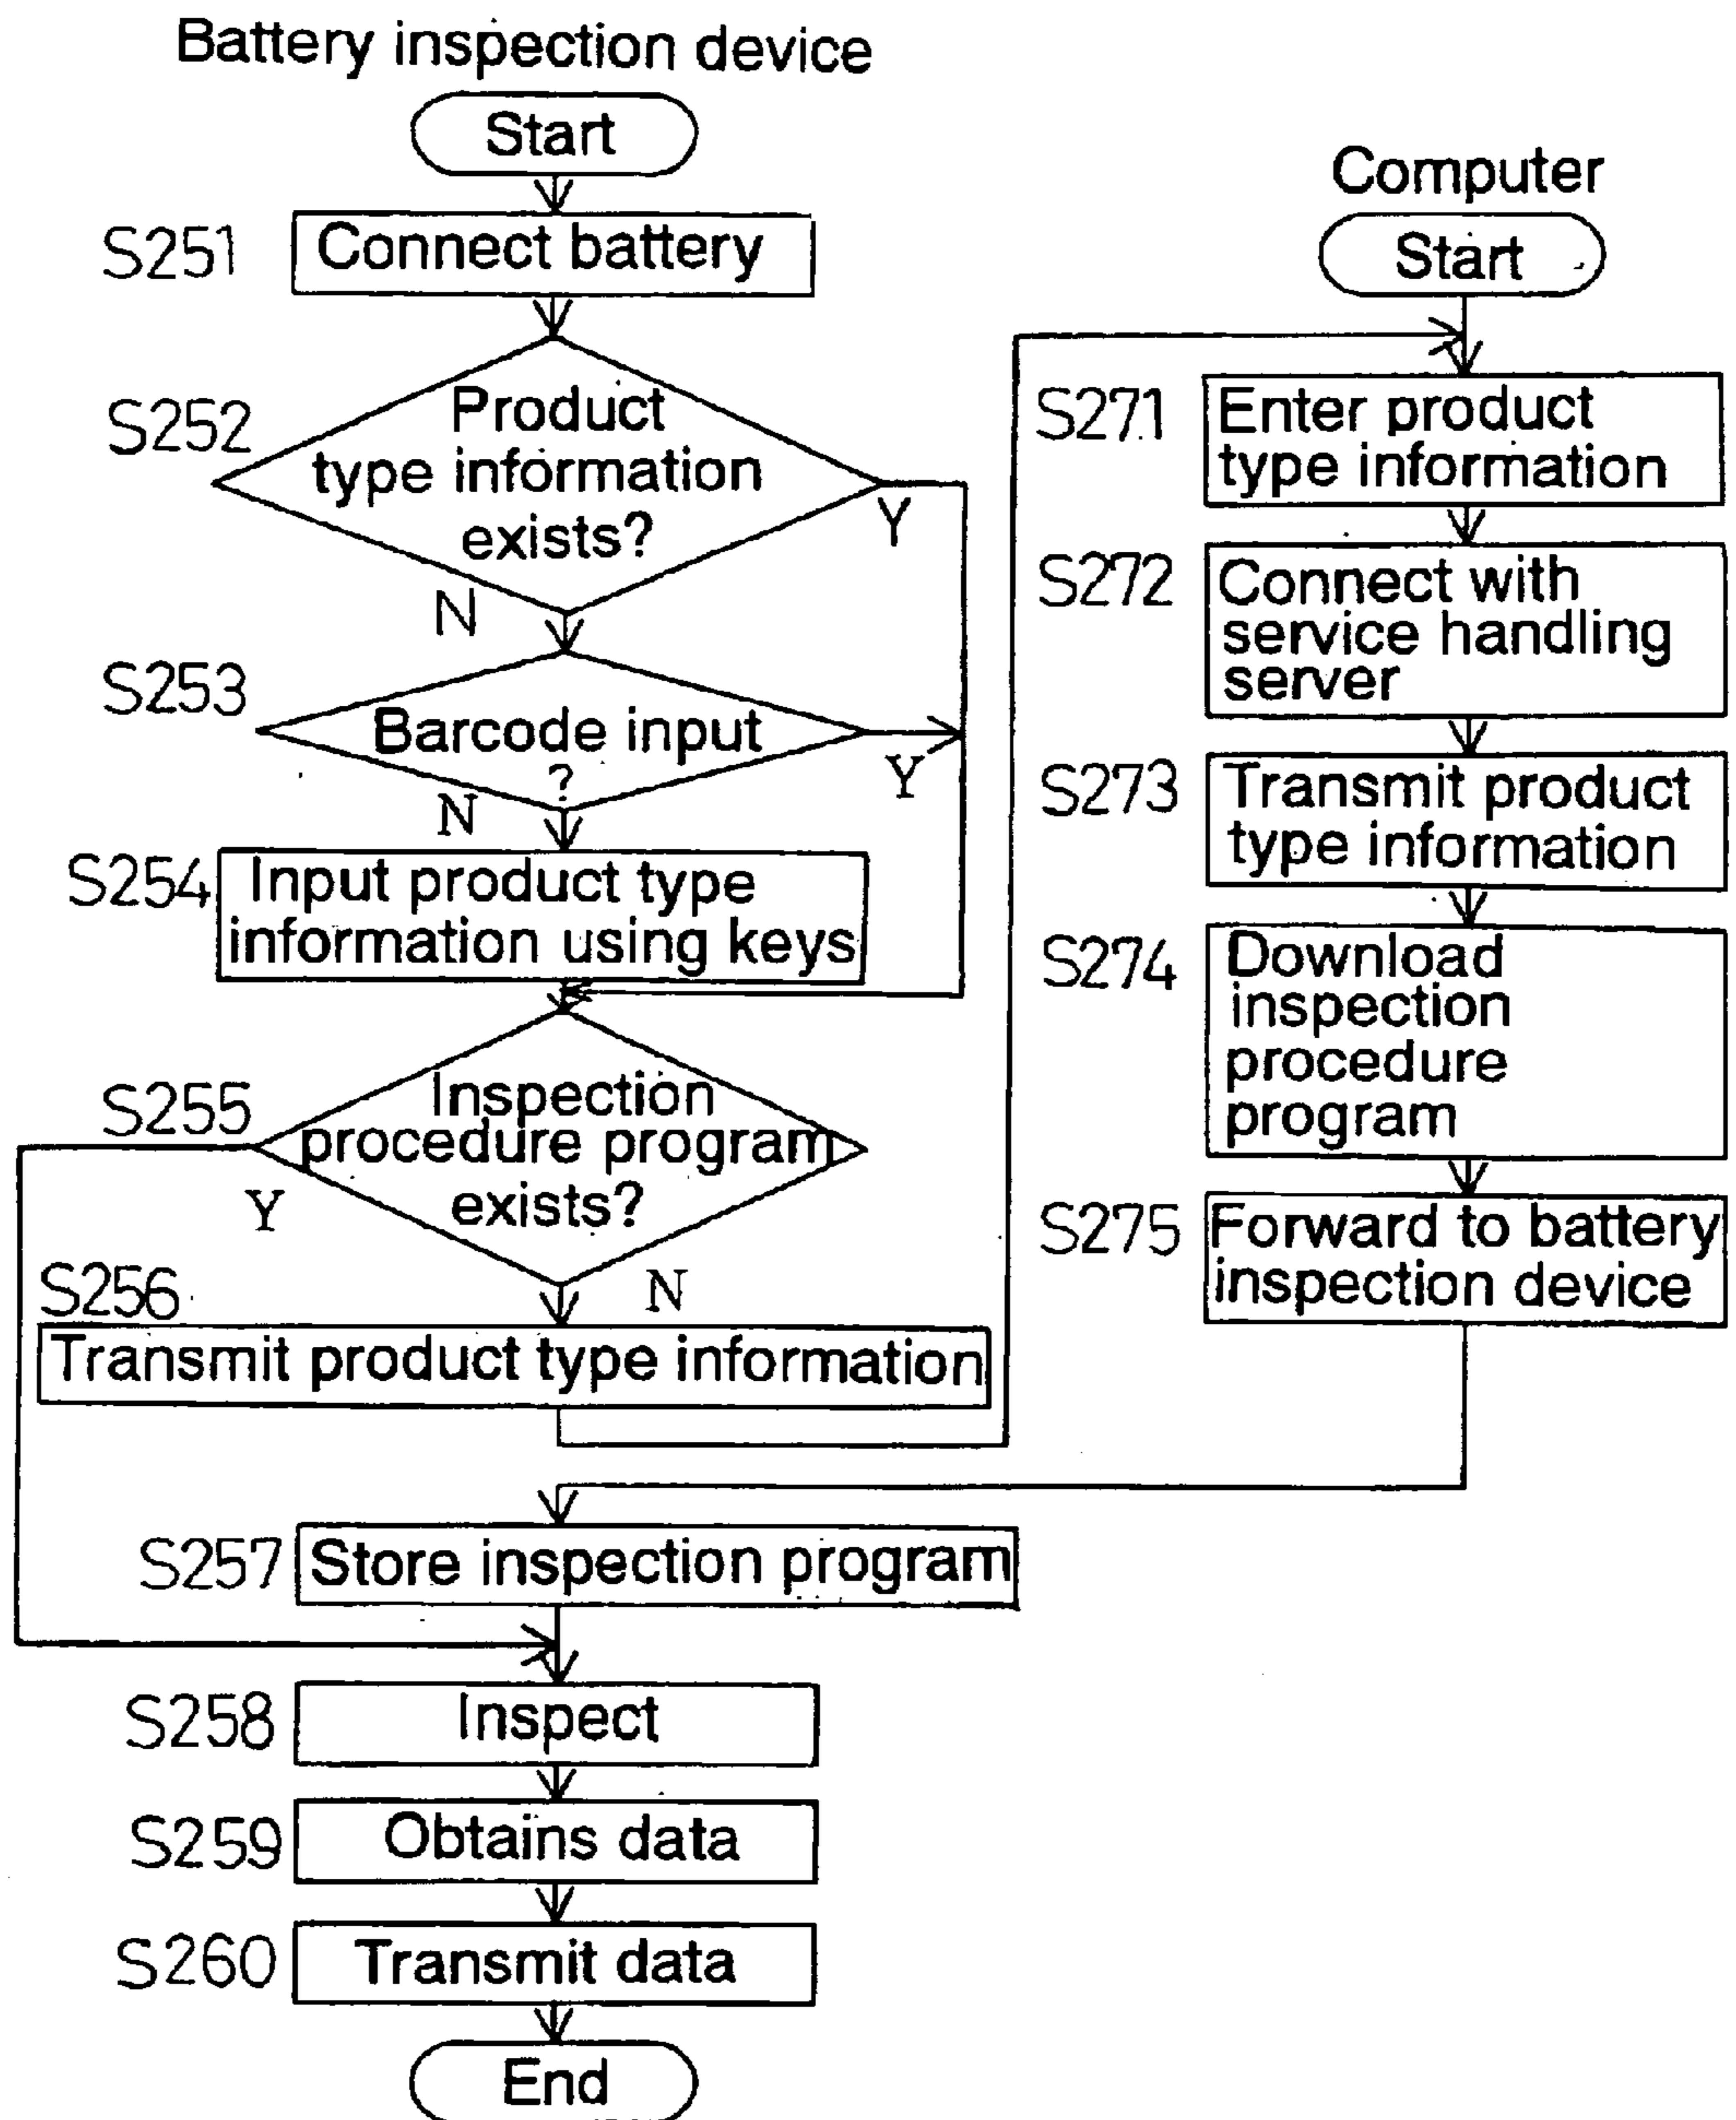 Battery inspection device
Start
S251
Connect battery
S252
Product
type information
exists?
Y
N
S253
Barcode input
?
Y
N
S254
Input product type
information using keys
S255
Inspection
procedure program
exists?
Y
N
S256
Transmit product type information
S257
Store inspection program
S258
Inspect
S259
Obtains data
S260
Transmit data
End
Computer
Start
S271
Enter product
type information
S272
Connect with
service handling
server
S273
Transmit product
type information
S274
Download
inspection
procedure
program
S275
Forward to battery
inspection device